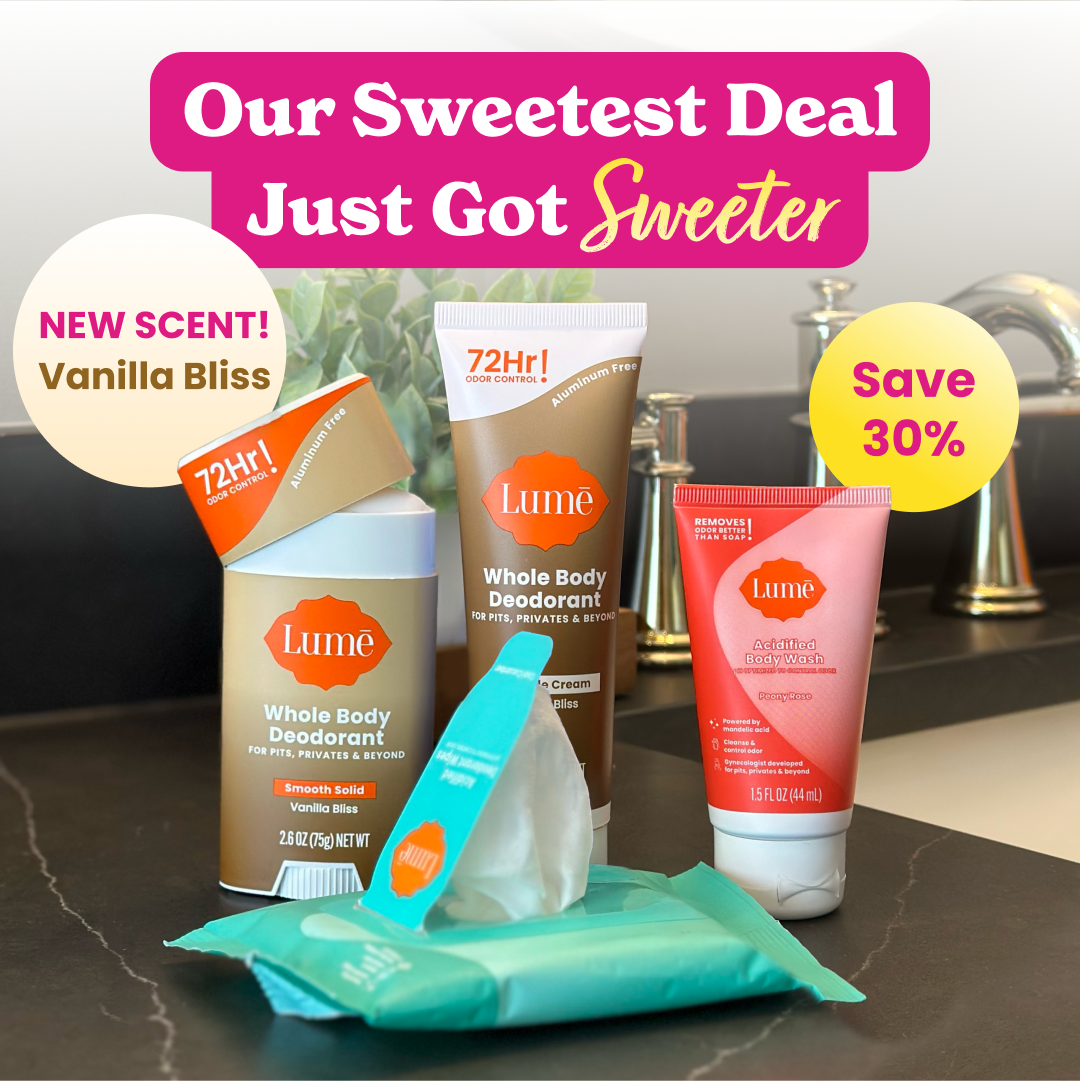 Our Sweetest Deal
Just Got Sweeter
NEW SCENT!
Vanilla Bliss
Save
30%
72Hr!
ODOR CONTROL
Aluminum Free
Lumē
Whole Body
Deodorant
FOR PITS, PRIVATES & BEYOND
Smooth Solid
Vanilla Bliss
2.6 OZ (75g) NET WT
72Hr!
ODOR CONTROL
Aluminum Free
Lumē
Whole Body
Deodorant
FOR PITS, PRIVATES & BEYOND
Cream
Bliss
REMOVES
ODOR BETTER
THAN SOAP!
Lumē
Acidified
Body Wash
Peony Rose
Powered by
mandelic acid
Cleanse &
control odor
Gynecologist developed
for pits, privates & beyond
1.5 FL OZ (44 mL)
Acidified
Deodorant Wipes
Lumē